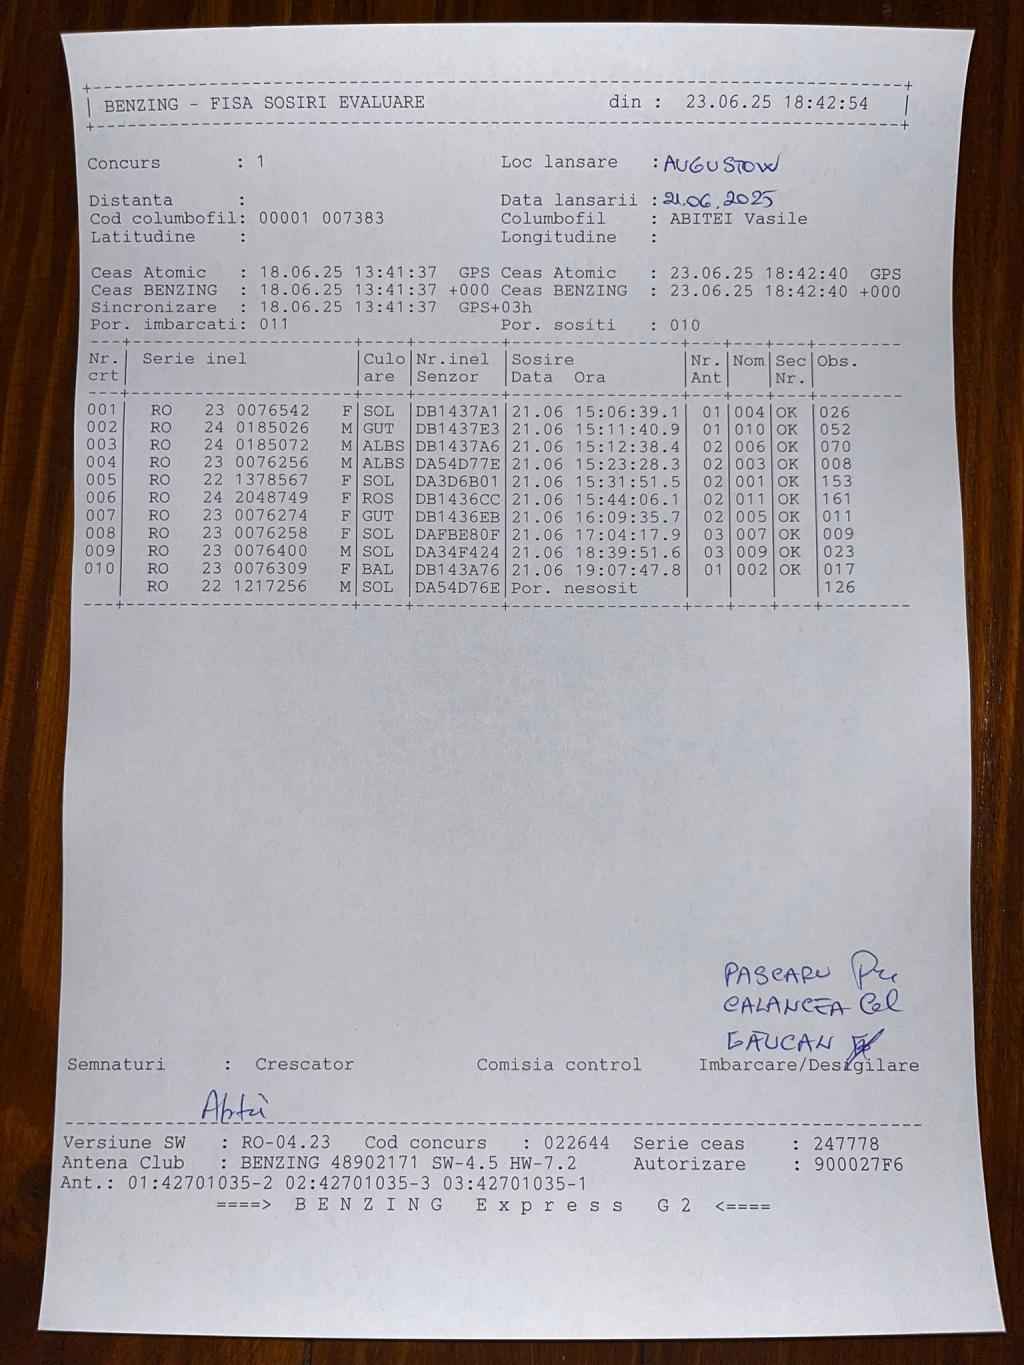 BENZING - FISA SOSIRI EVALUARE din : 23.06.25 18:42:54
Concurs : 1 Loc lansare : AUGUSTOW
Distanta : Data lansarii : 21.06.2025
Cod columbofil: 00001 007383 Columbofil : ABITEI Vasile
Latitudine : Longitudine :
Ceas Atomic : 18.06.25 13:41:37 GPS Ceas Atomic : 23.06.25 18:42:40 GPS
Ceas BENZING : 18.06.25 13:41:37 +000 Ceas BENZING : 23.06.25 18:42:40 +000
Sincronizare : 18.06.25 13:41:37 GPS+03h
Por. imbarcati: 011 Por. sositi : 010
Nr. Serie inel Culo Nr.inel Sosire Nr. Nom Sec Obs.
crt are Senzor Data Ora Ant Nr.
001 RO 23 0076542 F SOL DB1437A1 21.06 15:06:39.1 01 004 OK 026
002 RO 24 0185026 M GUT DB1437E3 21.06 15:11:40.9 01 010 OK 052
003 RO 24 0185072 M ALBS DB1437A6 21.06 15:12:38.4 02 006 OK 070
004 RO 23 0076256 M ALBS DA54D77E 21.06 15:23:28.3 02 003 OK 008
005 RO 22 1378567 F SOL DA3D6B01 21.06 15:31:51.5 02 001 OK 153
006 RO 24 2048749 F ROS DB1436CC 21.06 15:44:06.1 02 011 OK 161
007 RO 23 0076274 F GUT DB1436EB 21.06 16:09:35.7 02 005 OK 011
008 RO 23 0076258 F SOL DAFBE80F 21.06 17:04:17.9 03 007 OK 009
009 RO 23 0076400 M SOL DA34F424 21.06 18:39:51.6 03 009 OK 023
010 RO 23 0076309 F BAL DB143A76 21.06 19:07:47.8 01 002 OK 017
RO 22 1217256 M SOL DA54D76E Por. nesosit 126
PASCARU
CALANCEA Cel
GĂUCAN
Semnaturi : Crescator Comisia control Imbarcare/Desigilare
Versiune SW : RO-04.23 Cod concurs : 022644 Serie ceas : 247778
Antena Club : BENZING 48902171 SW-4.5 HW-7.2 Autorizare : 900027F6
Ant.: 01:42701035-2 02:42701035-3 03:42701035-1
====> B E N Z I N G E x p r e s s G 2 <====